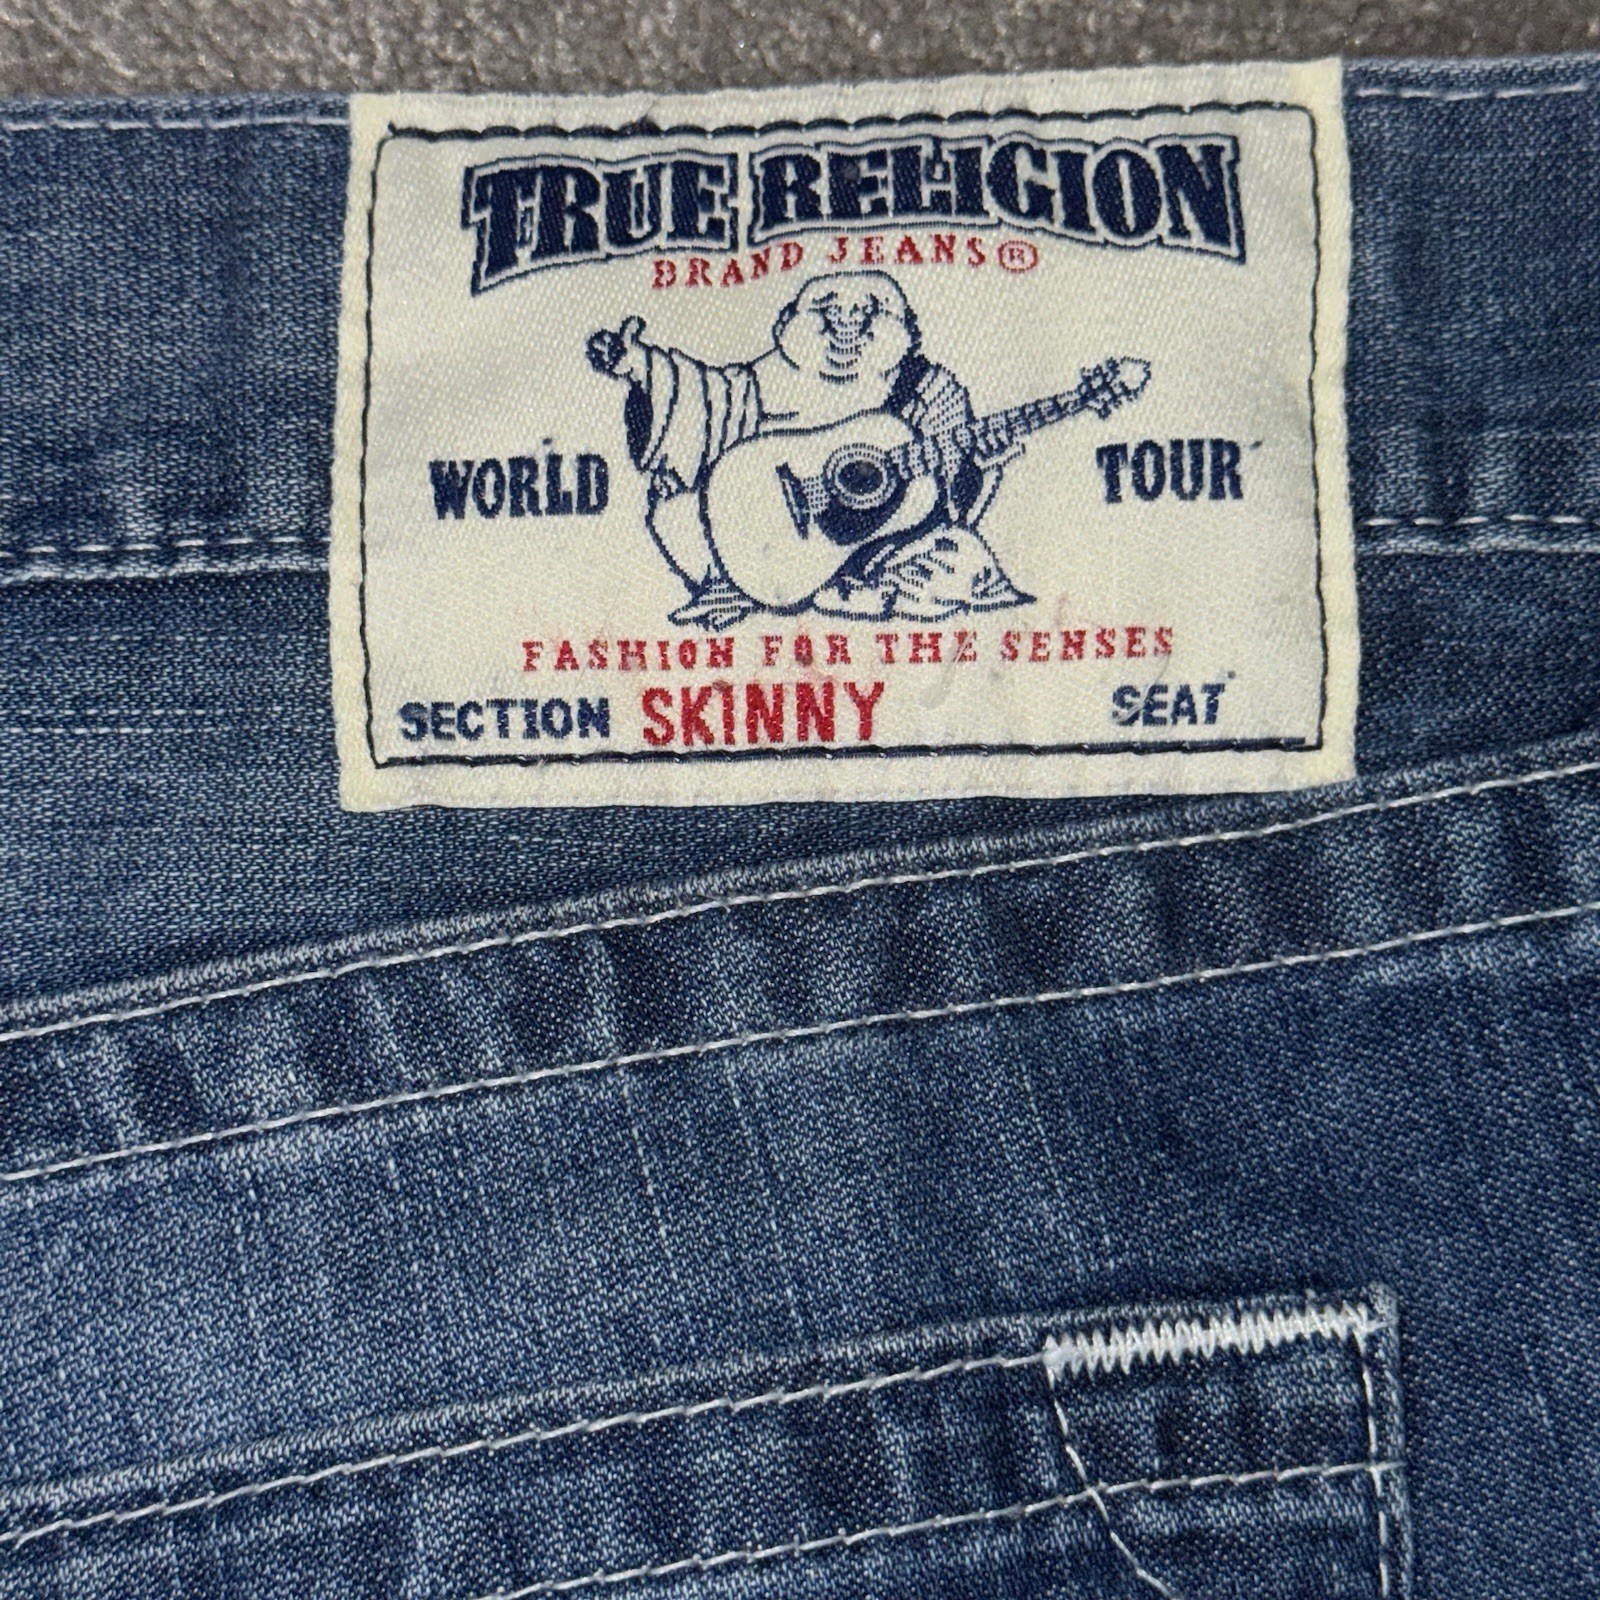 TRUE RELIGION
BRAND JEANS®
WORLD TOUR
FASHION FOR THE SENSES
SECTION SKINNY SEAT